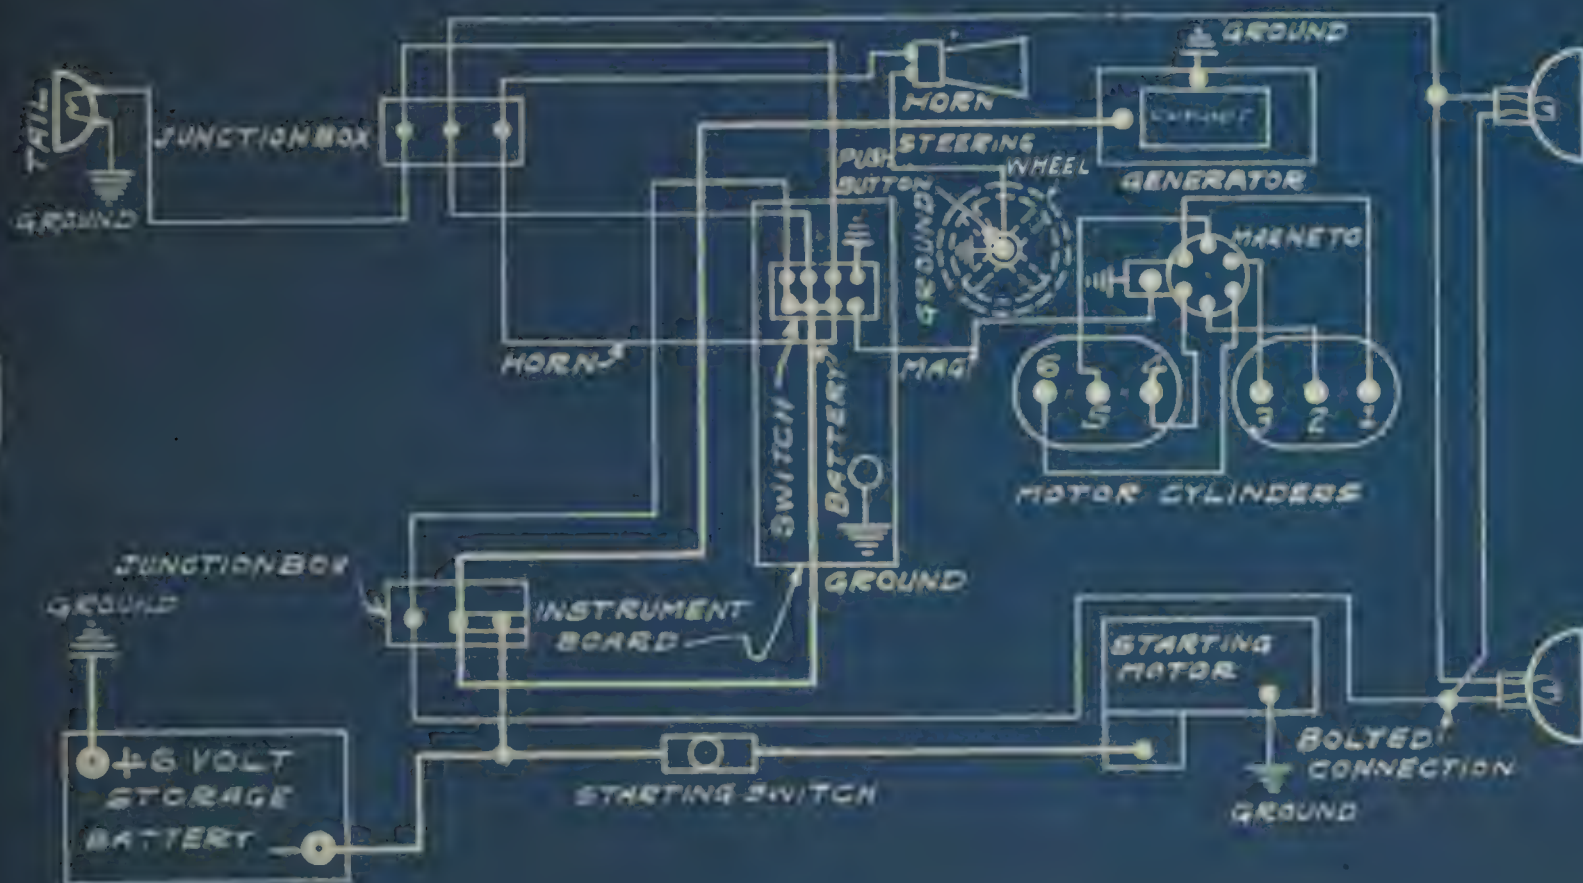 GROUND
TAIL
JUNCTION BOX
HORN
STEERING
WHEEL
PUSH
BUTTON
CUTOUT
GENERATOR
GROUND
GROUND
MAGNETO
HORN
MAG
SWITCH
BATTERY
6 5 4
3 2 1
MOTOR CYLINDERS
JUNCTION BOX
GROUND
INSTRUMENT
BOARD
GROUND
STARTING
MOTOR
+6 VOLT
STORAGE
BATTERY
STARTING SWITCH
BOLTED
CONNECTION
GROUND